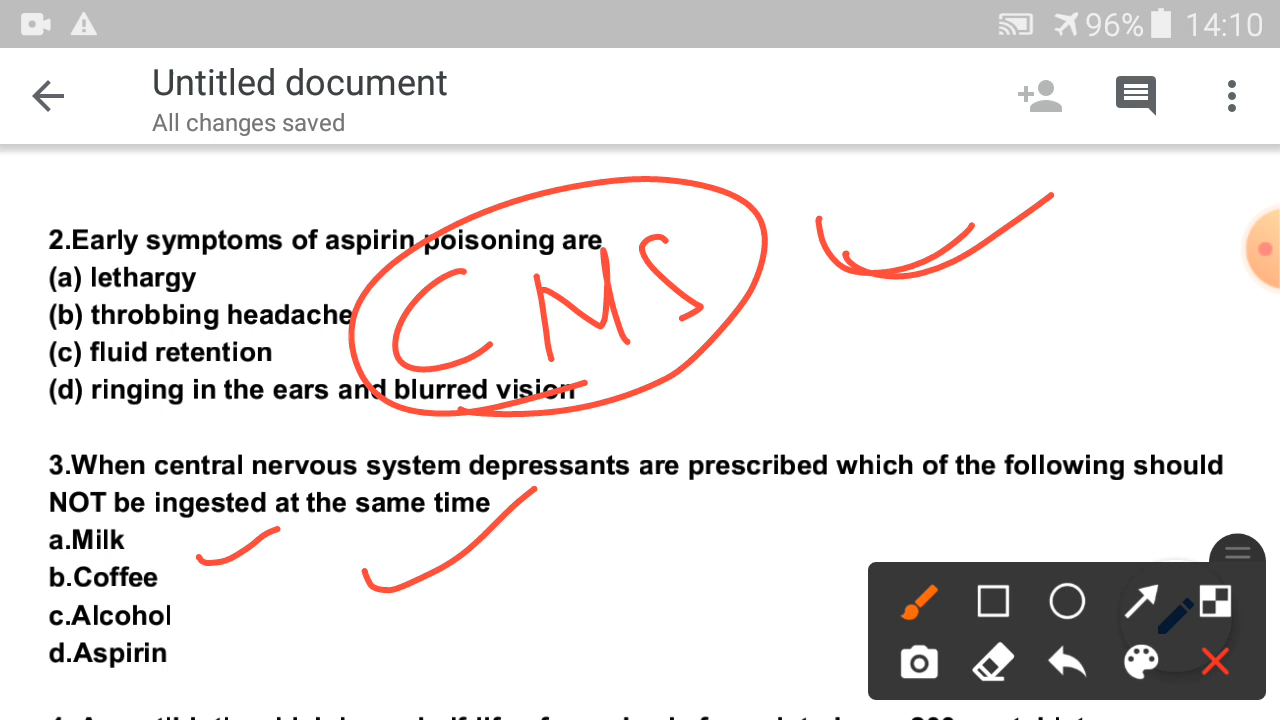 96% 14:10
Untitled document
All changes saved
2.Early symptoms of aspirin poisoning are
(a) lethargy
(b) throbbing headache
(c) fluid retention
(d) ringing in the ears and blurred vision
CNS
3.When central nervous system depressants are prescribed which of the following should
NOT be ingested at the same time
a.Milk
b.Coffee
c.Alcohol
d.Aspirin